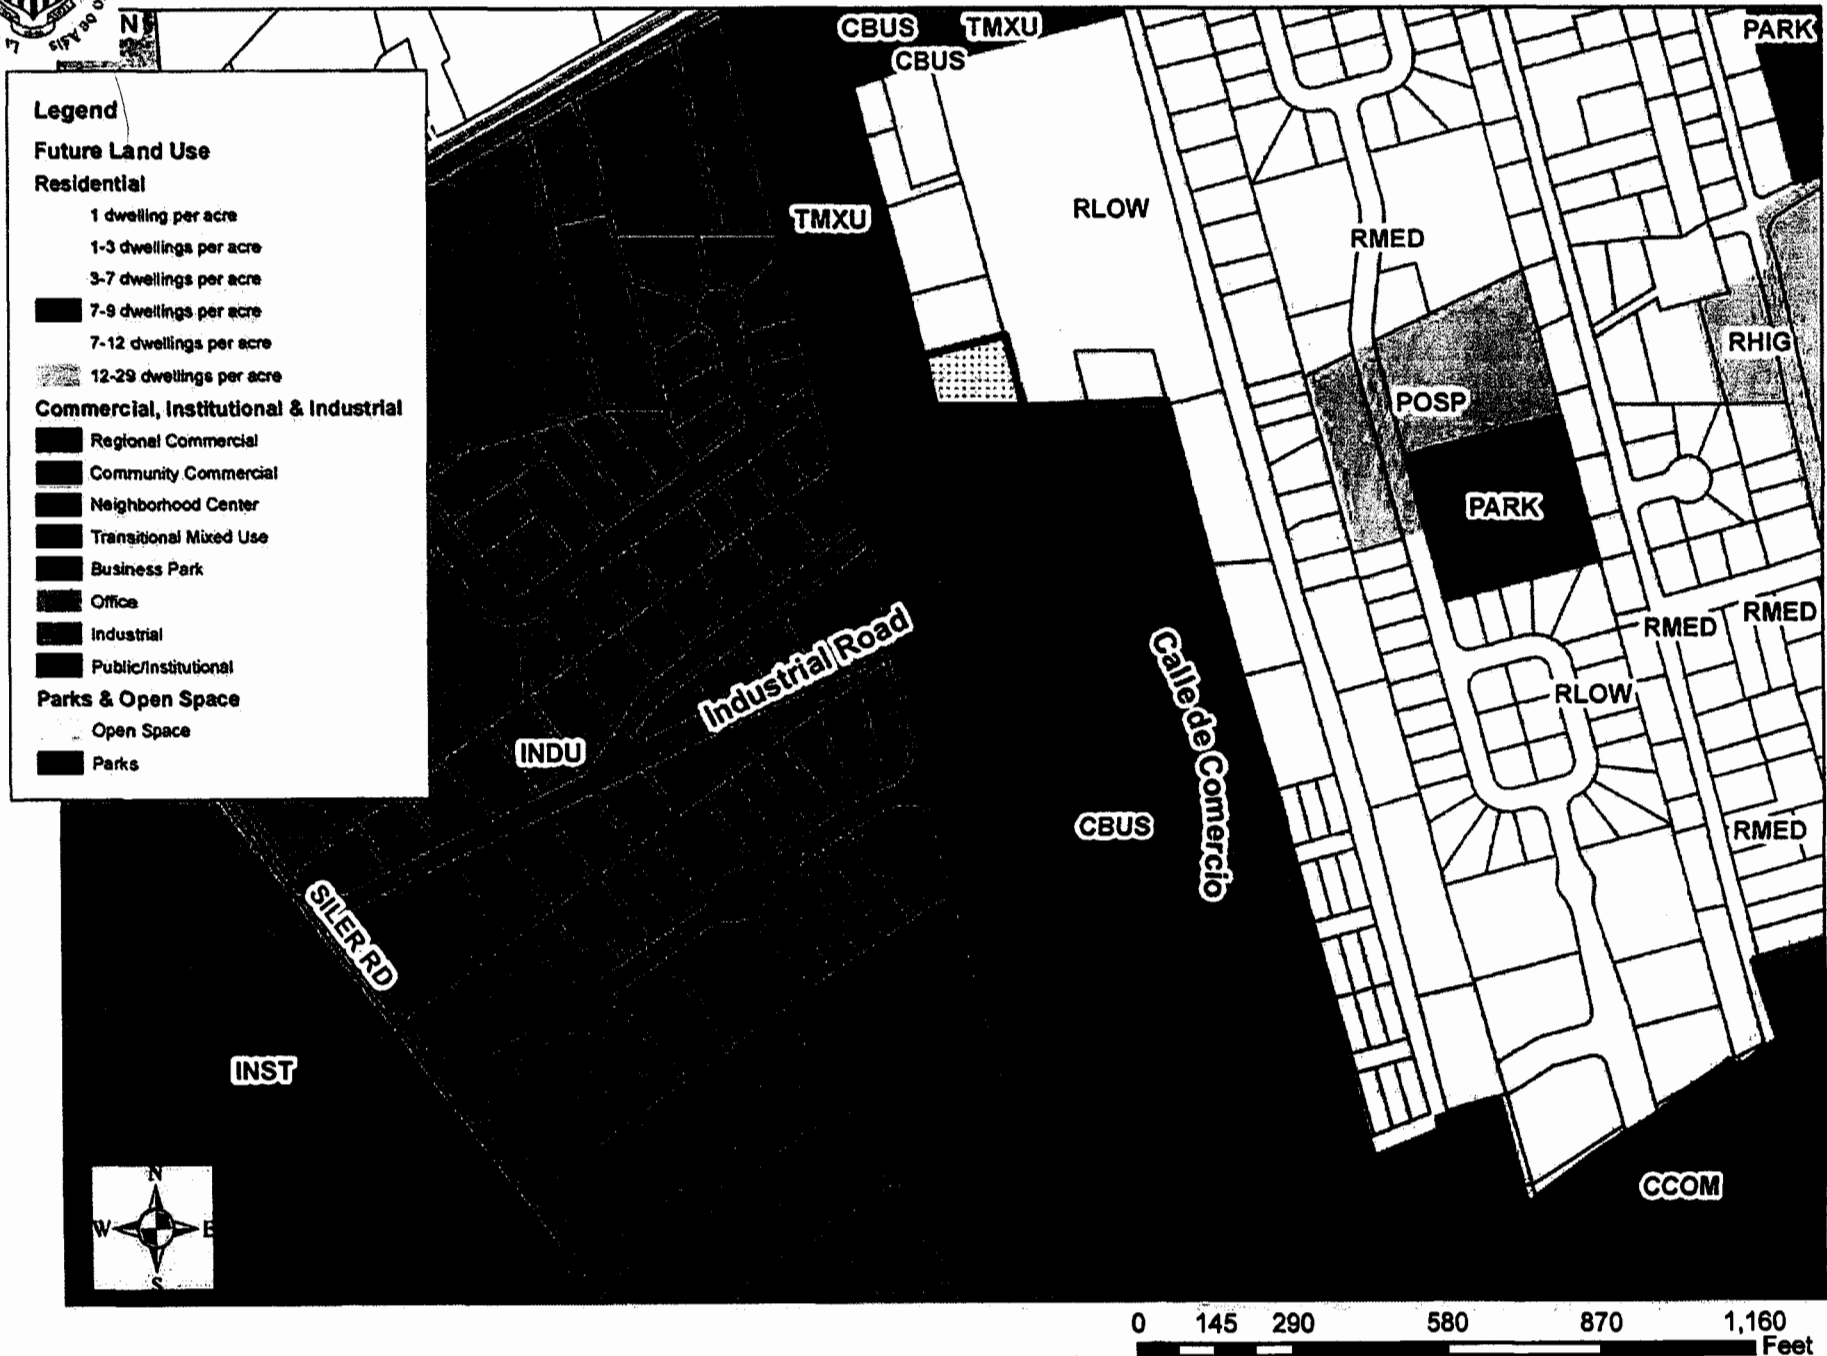 N
Legend
Future Land Use
Residential
1 dwelling per acre
1-3 dwellings per acre
3-7 dwellings per acre
7-9 dwellings per acre
7-12 dwellings per acre
12-29 dwellings per acre
Commercial, Institutional & Industrial
Regional Commercial
Community Commercial
Neighborhood Center
Transitional Mixed Use
Business Park
Office
Industrial
Public/Institutional
Parks & Open Space
Open Space
Parks
CBUS
TMXU
PARK
CBUS
TMXU
RLOW
RMED
RHIG
POSP
PARK
RMED
RMED
Industrial Road
Calle de Comercio
RLOW
INDU
CBUS
RMED
SILER RD
INST
CCOM
N
W
E
S
0 145 290 580 870 1,160
Feet